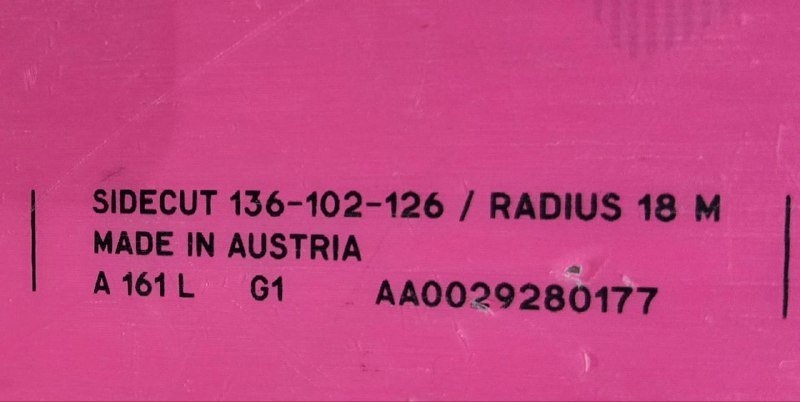 SIDECUT 136-102-126 / RADIUS 18 M
MADE IN AUSTRIA
A 161 L G1 AA0029280177